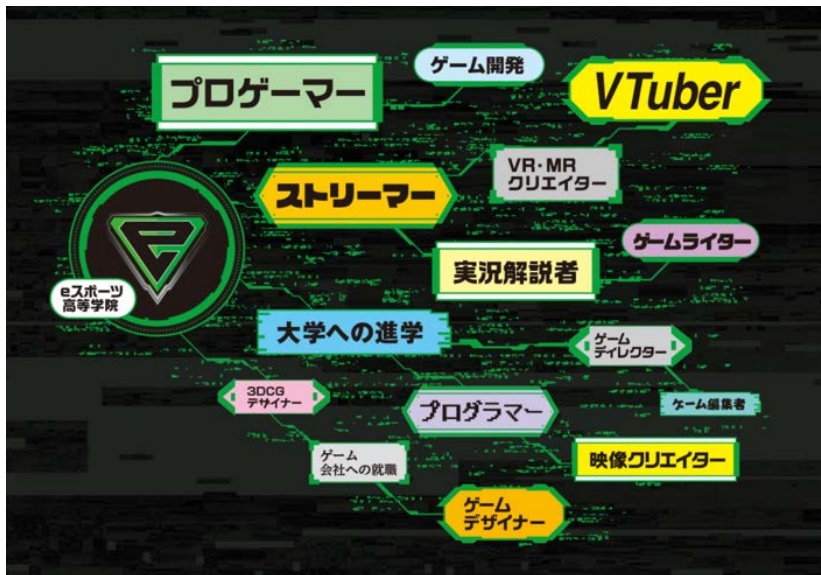 プロゲーマー
ゲーム開発
VTuber
VR・MR
クリエイター
ストリーマー
ゲームライター
実況解説者
eスポーツ
高等学院
大学への進学
ゲーム
ディレクター
3DCG
デザイナー
プログラマー
ゲーム編集者
ゲーム
会社への就職
映像クリエイター
ゲーム
デザイナー